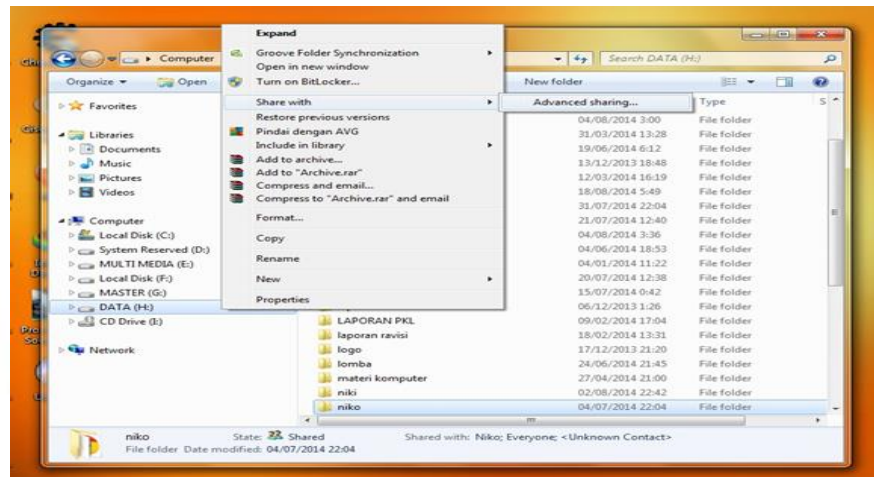 Expand
Groove Folder Synchronization
Open in new window
Turn on BitLocker...
Share with
Restore previous versions
Pindai dengan AVG
Include in library
Add to archive...
Add to "Archive.rar"
Compress and email...
Compress to "Archive.rar" and email
Format...
Copy
Rename
New
Properties
Advanced sharing...
Computer
Search DATA (H:)
Organize
Open
New folder
Favorites
Libraries
Documents
Music
Pictures
Videos
Computer
Local Disk (C:)
System Reserved (D:)
MULTI MEDIA (E:)
Local Disk (F:)
MASTER (G:)
DATA (H:)
CD Drive (I:)
Network
Type
S
04/08/2014 3:00 File folder
31/03/2014 13:28 File folder
19/06/2014 6:12 File folder
13/12/2013 18:48 File folder
12/03/2014 16:19 File folder
18/08/2014 5:49 File folder
31/07/2014 22:04 File folder
21/07/2014 12:40 File folder
04/08/2014 3:36 File folder
04/06/2014 18:53 File folder
04/01/2014 11:22 File folder
20/07/2014 12:38 File folder
15/07/2014 0:42 File folder
06/12/2013 1:26 File folder
LAPORAN PKL 09/02/2014 17:04 File folder
laporan ravisi 18/02/2014 13:31 File folder
logo 17/12/2013 21:20 File folder
lomba 24/06/2014 21:45 File folder
materi komputer 27/04/2014 21:00 File folder
niki 02/08/2014 22:42 File folder
niko 04/07/2014 22:04 File folder
niko State: Shared Shared with: Niko; Everyone; <Unknown Contact>
File folder Date modified: 04/07/2014 22:04